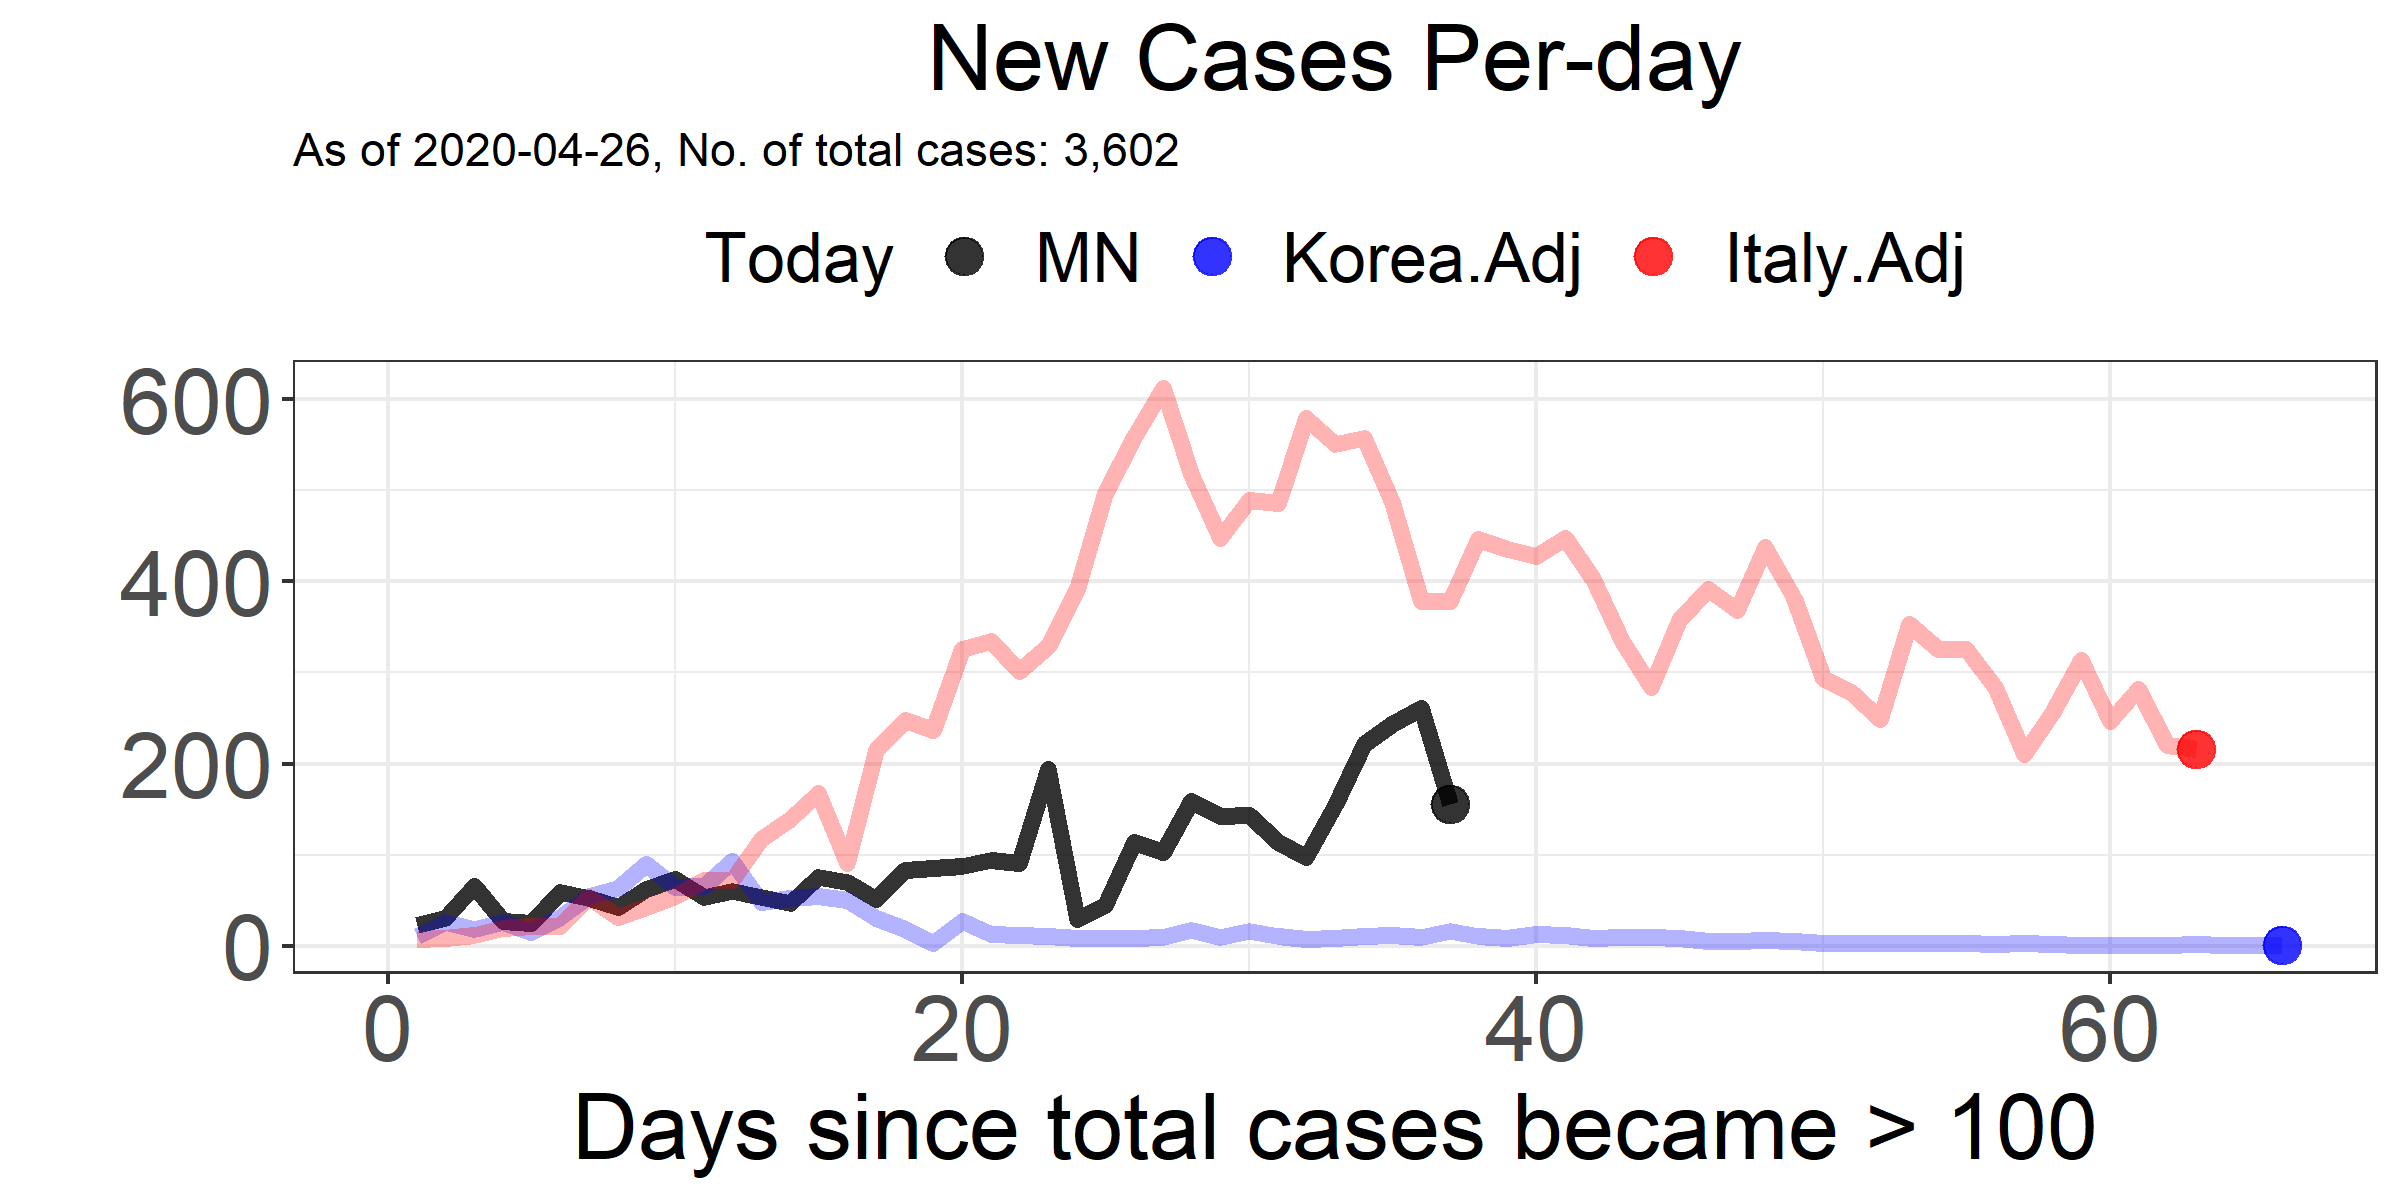 New Cases Per-day
As of 2020-04-26, No. of total cases: 3,602
Today MN Korea.Adj Italy.Adj
600
400
200
0
0 20 40 60
Days since total cases became > 100